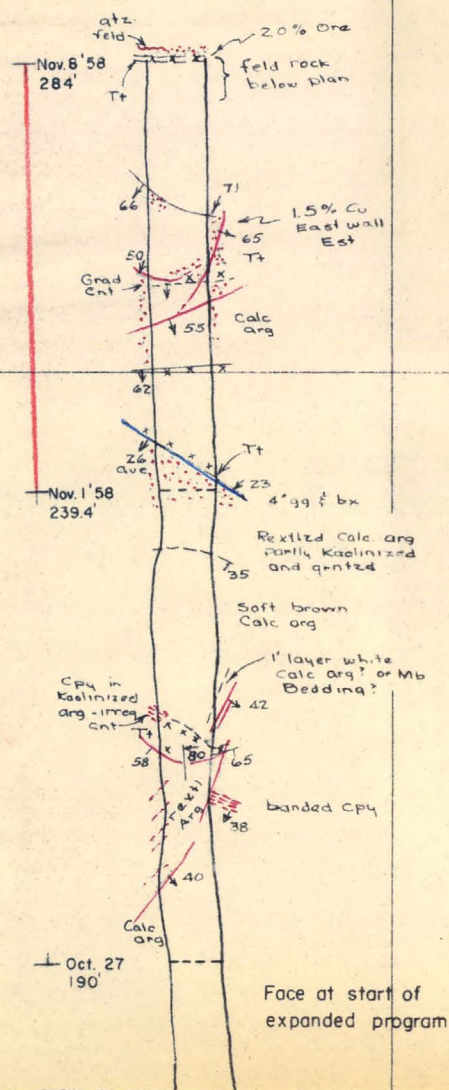 qtz
feld
2.0% Ore
Nov. 8 '58
284'
feld rock
below plan
Tt
66
T1
1.5% Cu
East wall
Est
65
50
Tt
Grad
Cnt
55
Calc
arg
62
Tt
26
ave.
23
Nov. 1 '58
239.4'
4" gg & bx
Rextlzd Calc. arg
partly Kaolinized
and qrntzd
35
Soft brown
Calc arg
1' layer white
Calc arg? or Mb
Bedding?
Cpy in
Kaolinized
arg - irreg
Cnt
42
Tt
58
80
65
rextl
Arg
banded Cpy
38
40
Calc
arg
Oct. 27
190'
Face at start of
expanded program